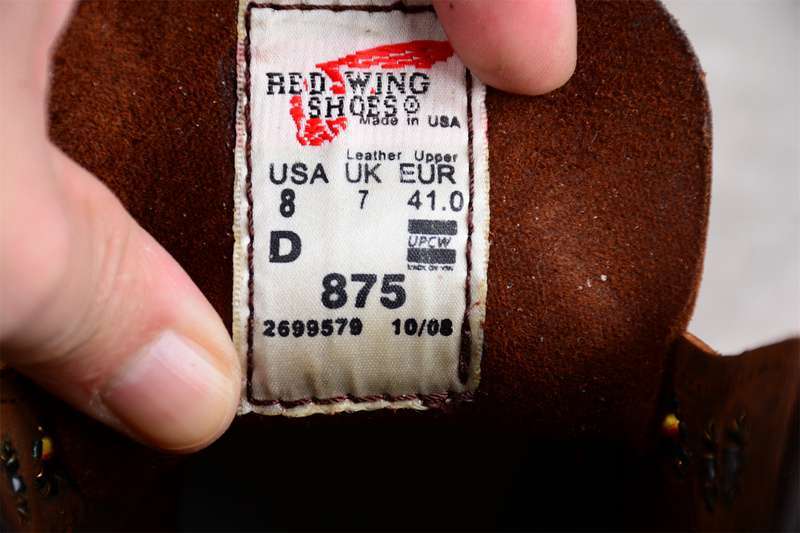 RED WING
SHOES
Made in USA
Leather Upper
USA UK EUR
8 7 41.0
D
UPCW
875
2699579 10/08